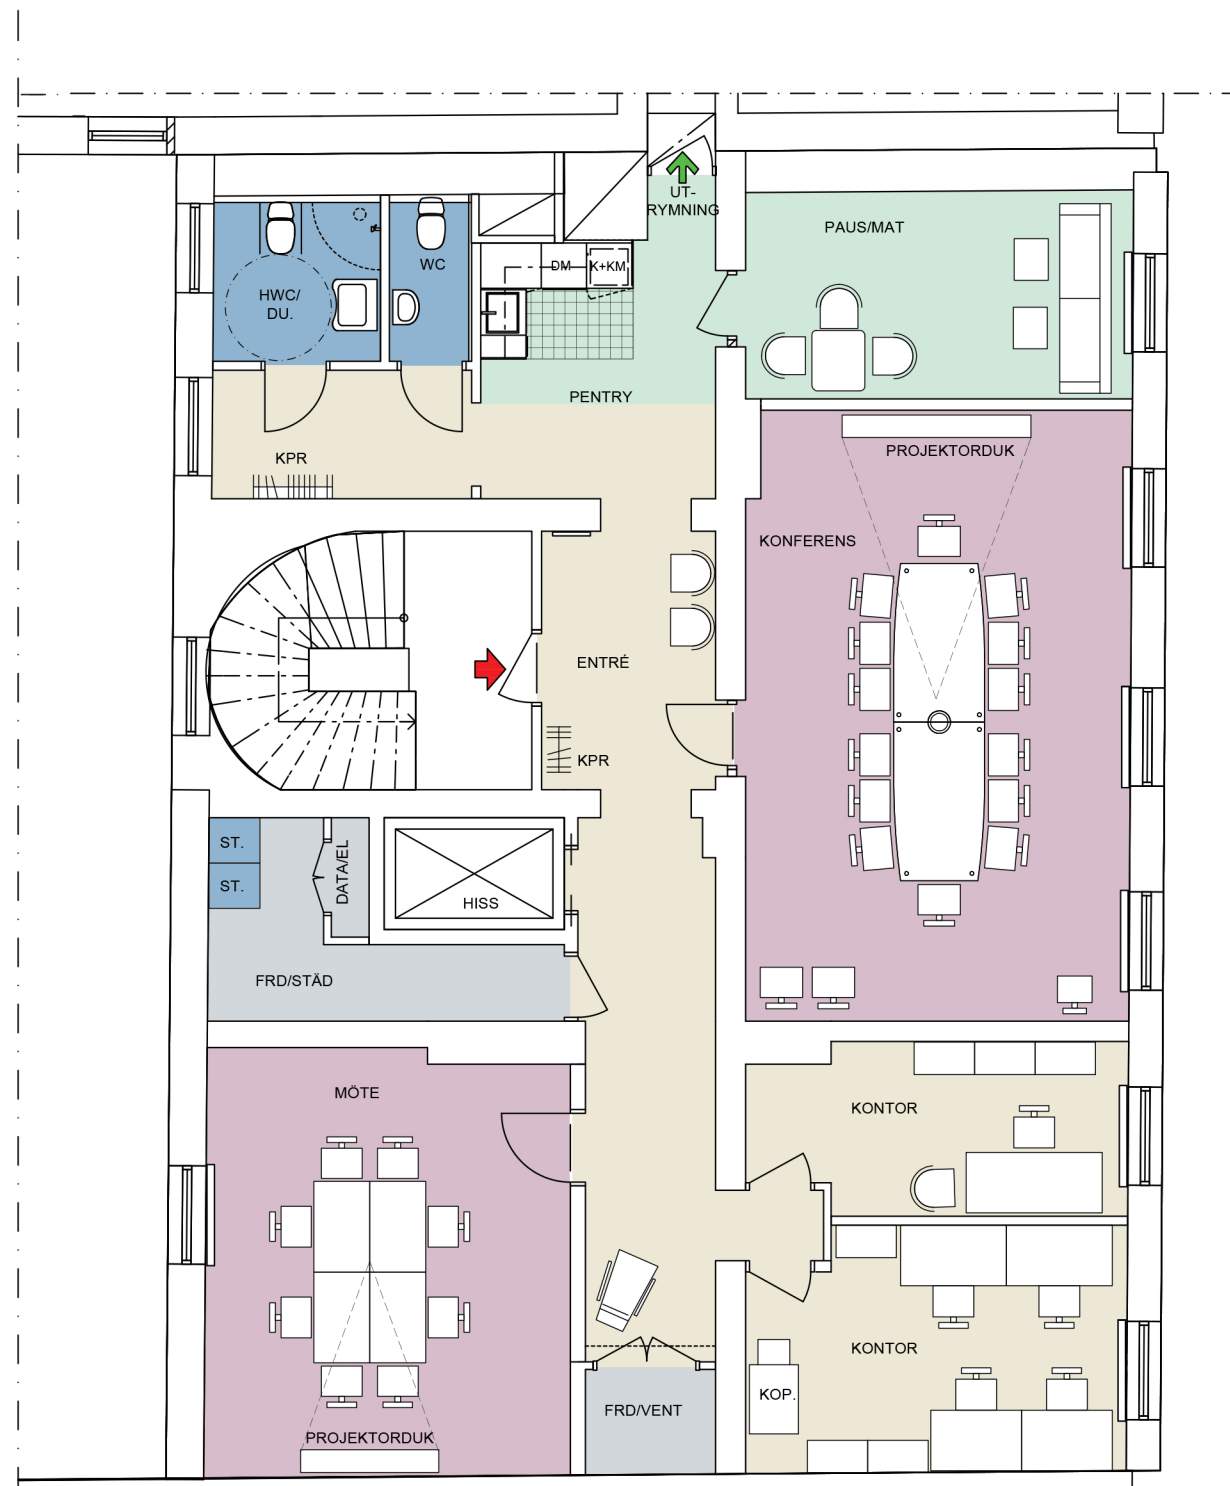 UT-
RYMNING
PAUS/MAT
WC
DM
K+KM
HWC/
DU.
PENTRY
KPR
PROJEKTORDUK
KONFERENS
ENTRÉ
KPR
ST.
DATA/EL
ST.
HISS
FRD/STÄD
MÖTE
KONTOR
KONTOR
KOP.
FRD/VENT
PROJEKTORDUK